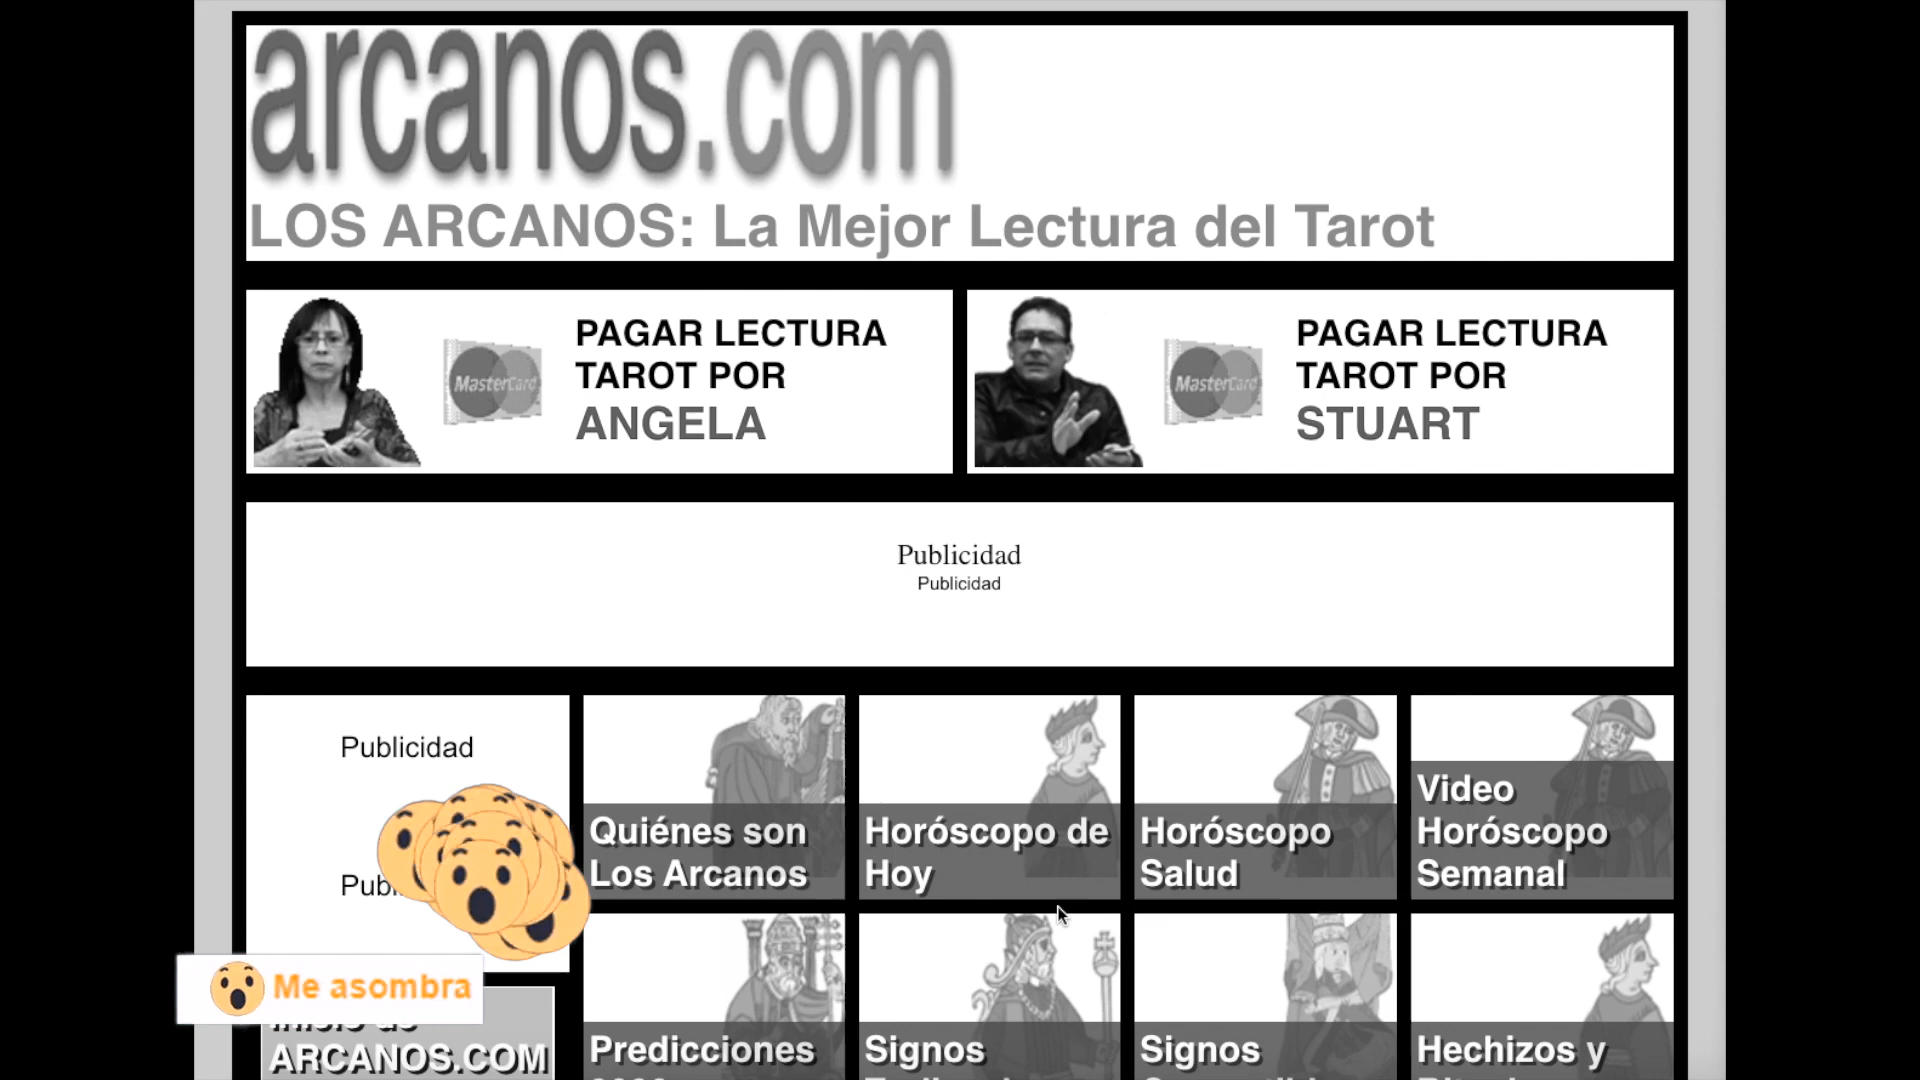 arcanos.com
LOS ARCANOS: La Mejor Lectura del Tarot
MasterCard
PAGAR LECTURA
TAROT POR
ANGELA
MasterCard
PAGAR LECTURA
TAROT POR
STUART
Publicidad
Publicidad
Publicidad
Quiénes son
Los Arcanos
Horóscopo de
Hoy
Horóscopo
Salud
Video
Horóscopo
Semanal
Me asombra
ARCANOS.COM
Predicciones
Signos
Signos
Hechizos y